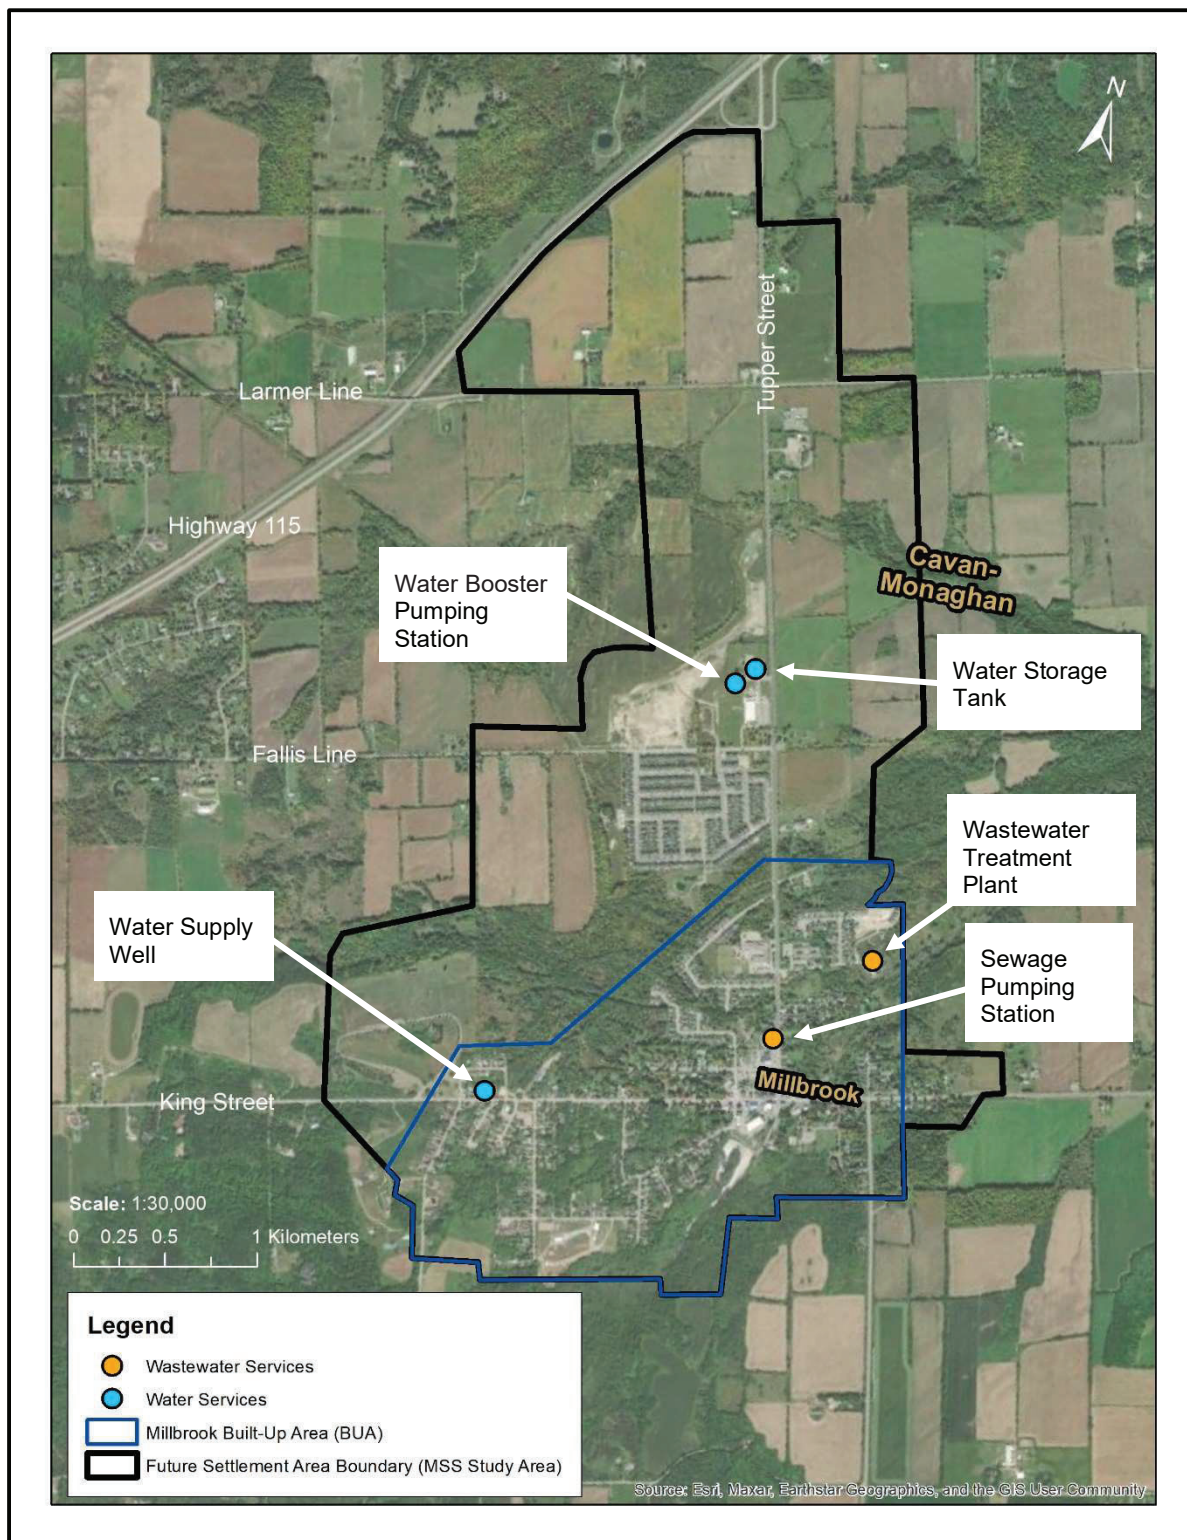 N
Tupper Street
Larmer Line
Highway 115
Cavan-
Monaghan
Water Booster
Pumping
Station
Water Storage
Tank
Fallis Line
Wastewater
Treatment
Plant
Water Supply
Well
Sewage
Pumping
Station
Millbrook
King Street
Scale: 1:30,000
0 0.25 0.5 1 Kilometers
Legend
Wastewater Services
Water Services
Millbrook Built-Up Area (BUA)
Future Settlement Area Boundary (MSS Study Area)
Source: Esri, Maxar, Earthstar Geographics, and the GIS User Community